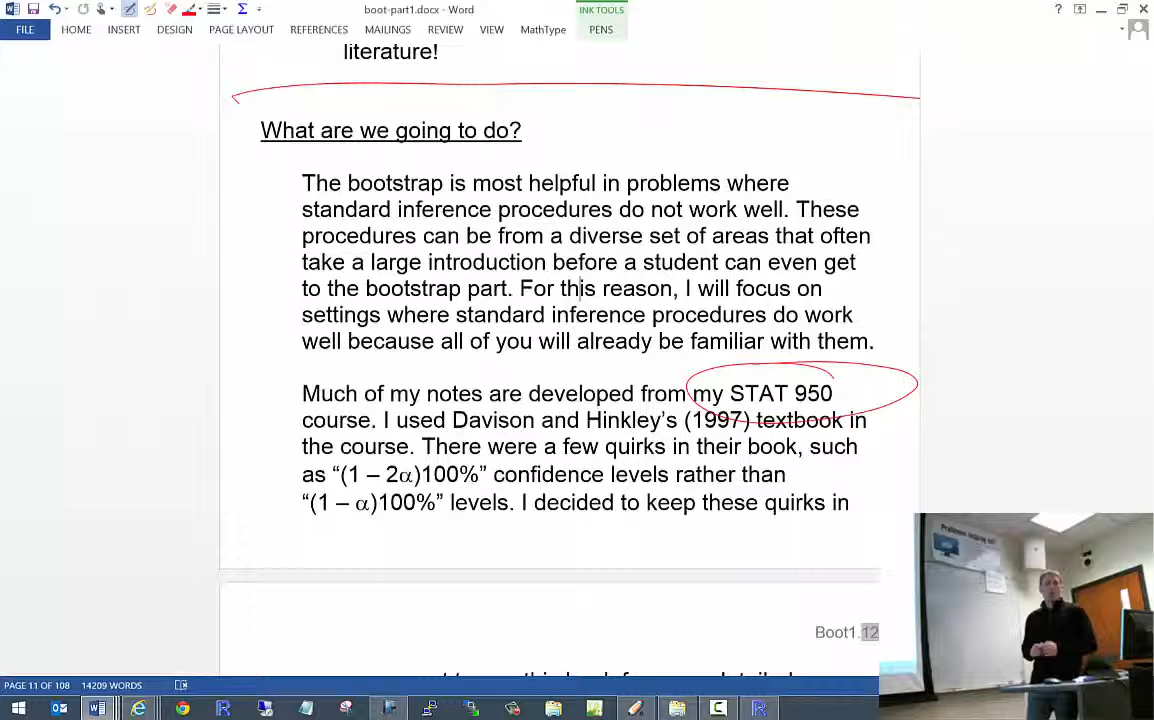 boot-part1.docx - Word
INK TOOLS
FILE
HOME
INSERT
DESIGN
PAGE LAYOUT
REFERENCES
MAILINGS
REVIEW
VIEW
MathType
PENS
literature!
What are we going to do?
The bootstrap is most helpful in problems where
standard inference procedures do not work well. These
procedures can be from a diverse set of areas that often
take a large introduction before a student can even get
to the bootstrap part. For this reason, I will focus on
settings where standard inference procedures do work
well because all of you will already be familiar with them.
Much of my notes are developed from my STAT 950
course. I used Davison and Hinkley’s (1997) textbook in
the course. There were a few quirks in their book, such
as “(1 – 2α)100%” confidence levels rather than
“(1 – α)100%” levels. I decided to keep these quirks in
Boot1.12
PAGE 11 OF 108
14209 WORDS